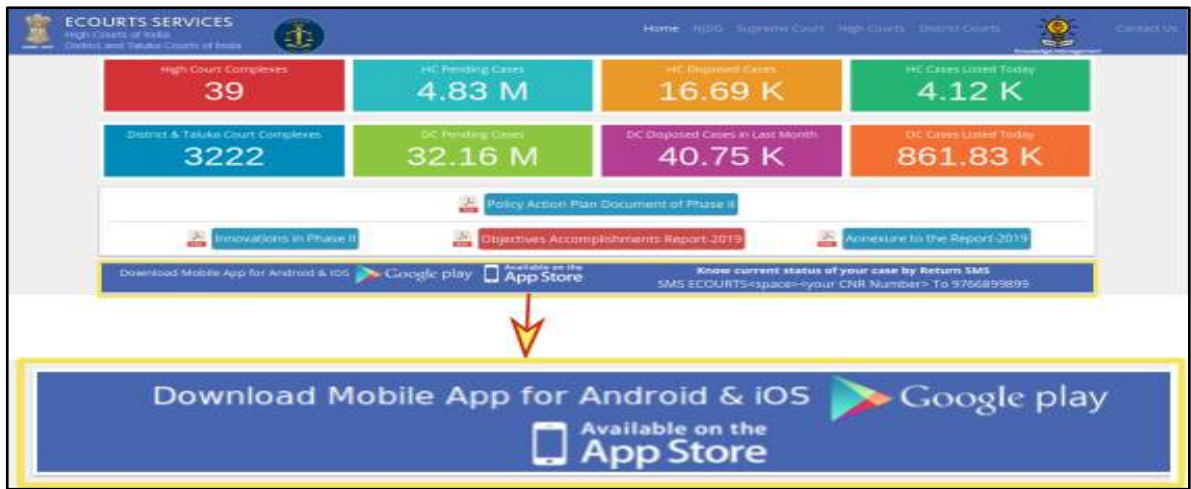 ECOURTS SERVICES
High Courts of India
District and Taluka Courts of India
Home NJDG Supreme Court High Courts District Courts Contact Us
Knowledge Management
High Court Complexes
39
HC Pending Cases
4.83 M
HC Disposed Cases
16.69 K
HC Cases Listed Today
4.12 K
District & Taluka Court Complexes
3222
DC Pending Cases
32.16 M
DC Disposed Cases in Last Month
40.75 K
DC Cases Listed Today
861.83 K
Policy Action Plan Document of Phase II
Innovations in Phase II
Objectives Accomplishments Report-2019
Annexure to the Report-2019
Download Mobile App for Android & iOS Google play Available on the App Store
Know current status of your case by Return SMS
SMS ECOURTS<space><your CNR Number> To 9766899899
Download Mobile App for Android & iOS Google play
Available on the
App Store